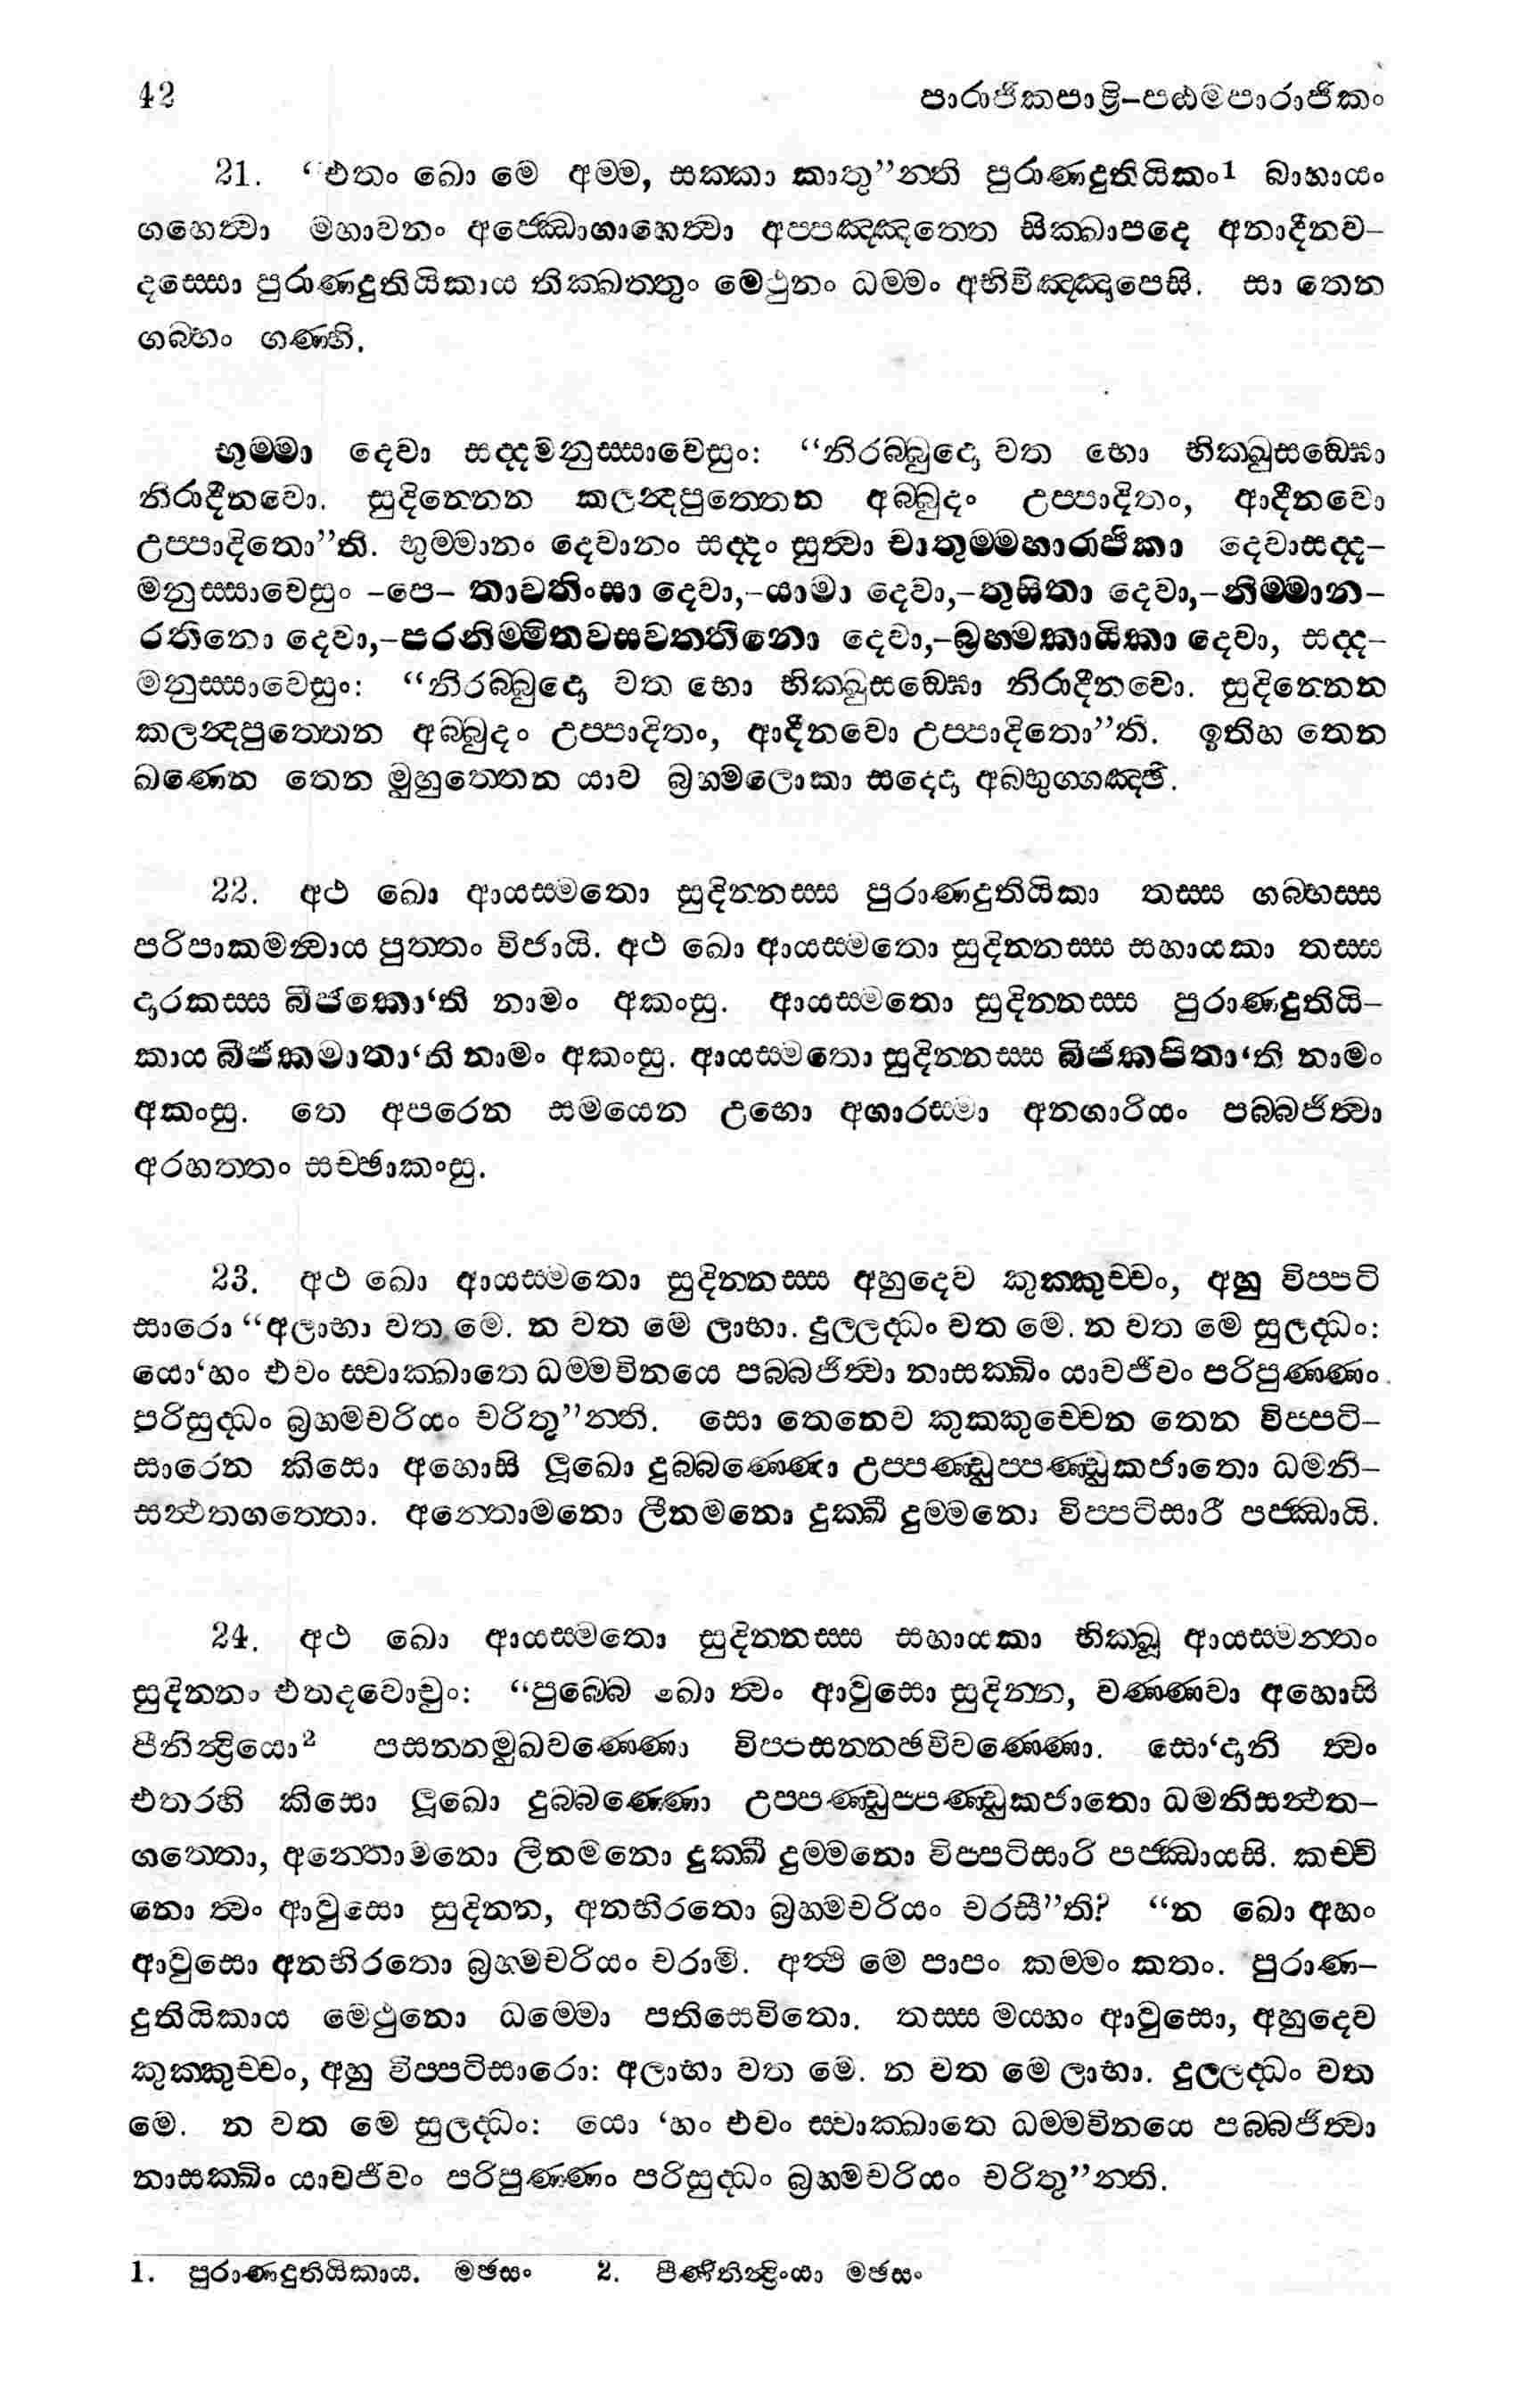 42 පාරාජිකපාළි-පඨමපාරාජිකං
21. “එතං ඛො මෙ අම්ම, සක්කා කාතු”න්ති පුරාණදුතියිකං1 බාහායං
ගහෙත්වා මහාවනං අජ්ඣොගාහෙත්වා අප්පඤ්ඤත්තෙ සික්ඛාපදෙ අනාදීනව-
දස්සො පුරාණදුතියිකාය තික්ඛත්තුං මෙථුනං ධම්මං අභිවිඤ්ඤාපෙසි. සා තෙන
ගබ්භං ගණ්හි.
භුම්මා දෙවා සද්දමනුස්සාවෙසුං: “නිරබ්බුදො වත භො භික්ඛුසඞ්ඝො
නිරාදීනවො. සුදින්නෙන කලන්දපුත්තෙන අබ්බුදං උප්පාදිතං, ආදීනවො
උප්පාදිතො”ති. භුම්මානං දෙවානං සද්දං සුත්වා චාතුම්මහාරාජිකා දෙවාසද්ද-
මනුස්සාවෙසුං -පෙ- තාවතිංසා දෙවා,-යාමා දෙවා,-තුසිතා දෙවා,-නිම්මාන-
රතිනො දෙවා,-පරනිම්මිතවසවත්තිනො දෙවා,-බ්‍රහ්මකායිකා දෙවා, සද්ද-
මනුස්සාවෙසුං: “නිරබ්බුදො වත භො භික්ඛුසඞ්ඝො නිරාදීනවො. සුදින්නෙන
කලන්දපුත්තෙන අබ්බුදං උප්පාදිතං, ආදීනවො උප්පාදිතො”ති. ඉතිහ තෙන
ඛණෙන තෙන මුහුත්තෙන යාව බ්‍රහ්මලොකා සද්දො අබ්භුග්ගඤ්ඡි.
22. අථ ඛො ආයස්මතො සුදින්නස්ස පුරාණදුතියිකා තස්ස ගබ්භස්ස
පරිපාකමන්වාය පුත්තං විජායි. අථ ඛො ආයස්මතො සුදින්නස්ස සහායකා තස්ස
දාරකස්ස බීජකො‘ති නාමං අකංසු. ආයස්මතො සුදින්නස්ස පුරාණදුතියි-
කාය බීජකමාතා‘ති නාමං අකංසු. ආයස්මතො සුදින්නස්ස බීජකපිතා‘ති නාමං
අකංසු. තෙ අපරෙන සමයෙන උභො අගාරස්මා අනගාරියං පබ්බජිත්වා
අරහත්තං සච්ඡාකංසු.
23. අථ ඛො ආයස්මතො සුදින්නස්ස අහුදෙව කුක්කුච්චං, අහු විප්පටි
සාරො “අලාභා වත මෙ. න වත මෙ ලාභා. දුල්ලද්ධං වත මෙ. න වත මෙ සුලද්ධං:
යො‘හං එවං ස්වාක්ඛාතෙ ධම්මවිනයෙ පබ්බජිත්වා නාසක්ඛිං යාවජීවං පරිපුණ්ණං
පරිසුද්ධං බ්‍රහ්මචරියං චරිතු”න්ති. සො තෙනෙව කුක්කුච්චෙන තෙන විප්පටි-
සාරෙන කිසො අහොසි ලූඛො දුබ්බණ්ණො උප්පණ්ඩුප්පණ්ඩුකජාතො ධමනි-
සන්ථතගත්තො. අන්තොමනො ලීනමනො දුක්ඛී දුම්මනො විප්පටිසාරී පජ්ඣායි.
24. අථ ඛො ආයස්මතො සුදින්නස්ස සහායකා භික්ඛූ ආයස්මන්තං
සුදින්නං එතදවොචුං: “පුබ්බෙ ඛො ත්වං ආවුසො සුදින්න, වණ්ණවා අහොසි
පීනින්ද්‍රියො2 පසන්නමුඛවණ්ණො විප්පසන්නඡවිවණ්ණො. සො‘දානි ත්වං
එතරහි කිසො ලූඛො දුබ්බණ්ණො උප්පණ්ඩුප්පණ්ඩුකජාතො ධමනිසන්ථත-
ගත්තො, අන්තොමනො ලීනමනො දුක්ඛී දුම්මනො විප්පටිසාරි පජ්ඣායසි. කච්චි
නො ත්වං ආවුසො සුදින්න, අනභිරතො බ්‍රහ්මචරියං චරසී”ති? “න ඛො අහං
ආවුසො අනභිරතො බ්‍රහ්මචරියං චරාමි. අත්ථි මෙ පාපං කම්මං කතං. පුරාණ-
දුතියිකාය මෙථුනො ධම්මො පතිසෙවිතො. තස්ස මය්හං ආවුසො, අහුදෙව
කුක්කුච්චං, අහු විප්පටිසාරො: අලාභා වත මෙ. න වත මෙ ලාභා. දුල්ලද්ධං වත
මෙ. න වත මෙ සුලද්ධං: යො ‘හං එවං ස්වාක්ඛාතෙ ධම්මවිනයෙ පබ්බජිත්වා
නාසක්ඛිං යාවජීවං පරිපුණ්ණං පරිසුද්ධං බ්‍රහ්මචරියං චරිතු”න්ති.
1. පුරාණදුතියිකාය. මඡසං 2. පීණිතින්ද්‍රිංයා මඡසං